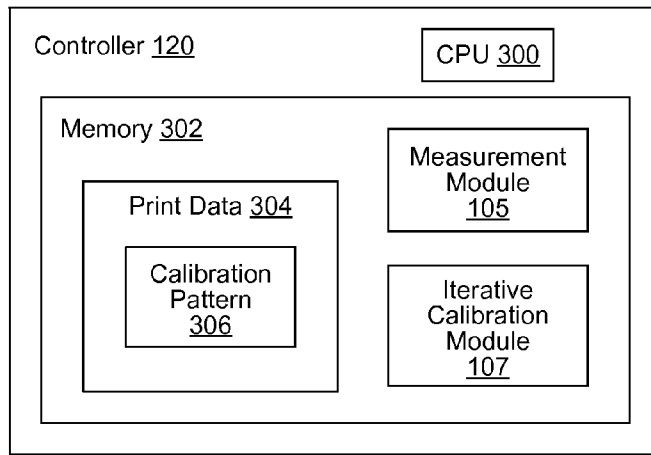 Controller 120
CPU 300
Memory 302
Measurement
Module
105
Print Data 304
Calibration
Pattern
306
Iterative
Calibration
Module
107